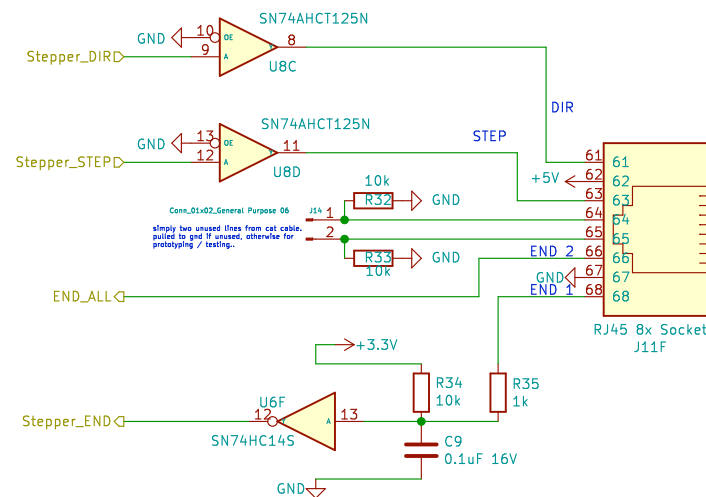 SN74AHCT125N
GND
10
OE
8
Stepper_DIR
9
A
U8C
DIR
SN74AHCT125N
GND
13
OE
11
STEP
Stepper_STEP
12
A
U8D
61
61
+5V
62
62
63
63
10k
R32
GND
Conn_01x02_General Purpose 06
J14
1
64
64
simply two unused lines from cat cable.
pulled to gnd if unused, otherwise for
prototyping / testing..
2
65
65
R33
10k
GND
END 2
66
66
GND
67
67
END_ALL
END 1
68
68
RJ45 8x Socket
J11F
+3.3V
R34
10k
R35
1k
U6F
Stepper_END
12
13
A
SN74HC14S
C9
0.1uF 16V
GND